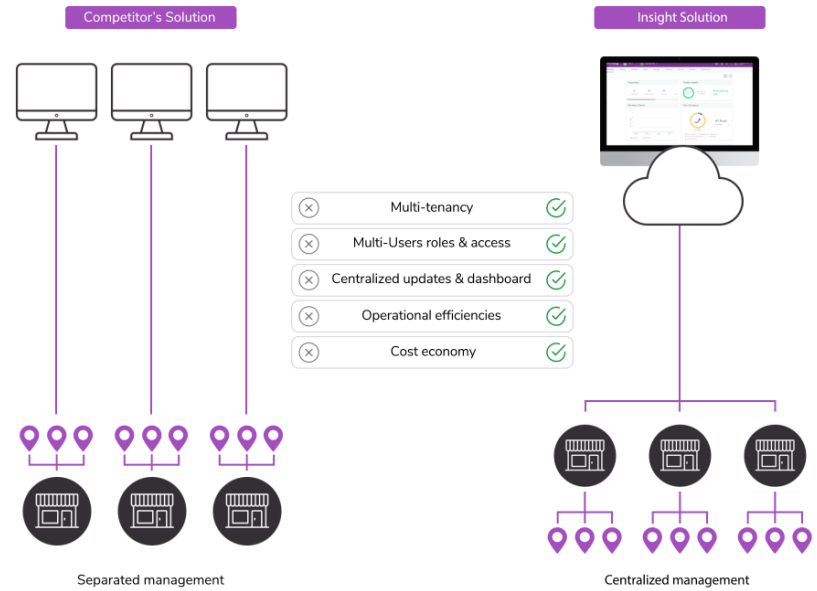 Competitor's Solution
Insight Solution
Multi-tenancy
Multi-Users roles & access
Centralized updates & dashboard
Operational efficiencies
Cost economy
Separated management
Centralized management